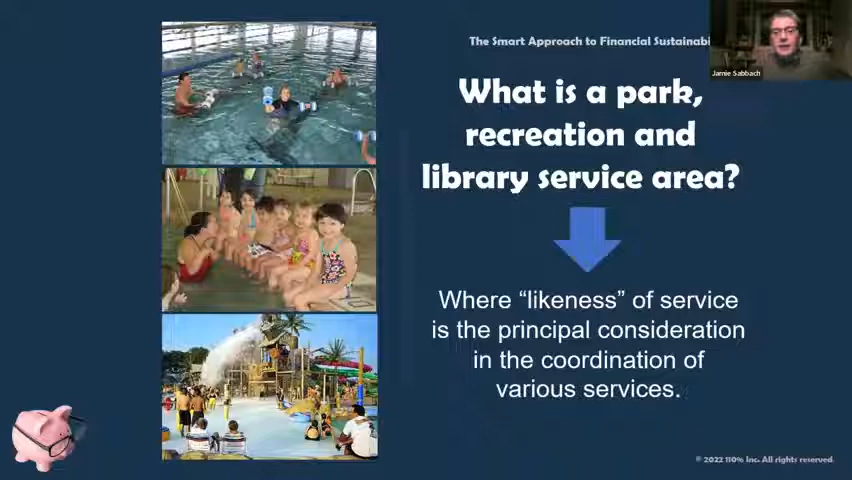 The Smart Approach to Financial Sustainabi
Jamie Sabbach
What is a park,
recreation and
library service area?
Where “likeness” of service
is the principal consideration
in the coordination of
various services.
© 2022 110% Inc. All rights reserved.